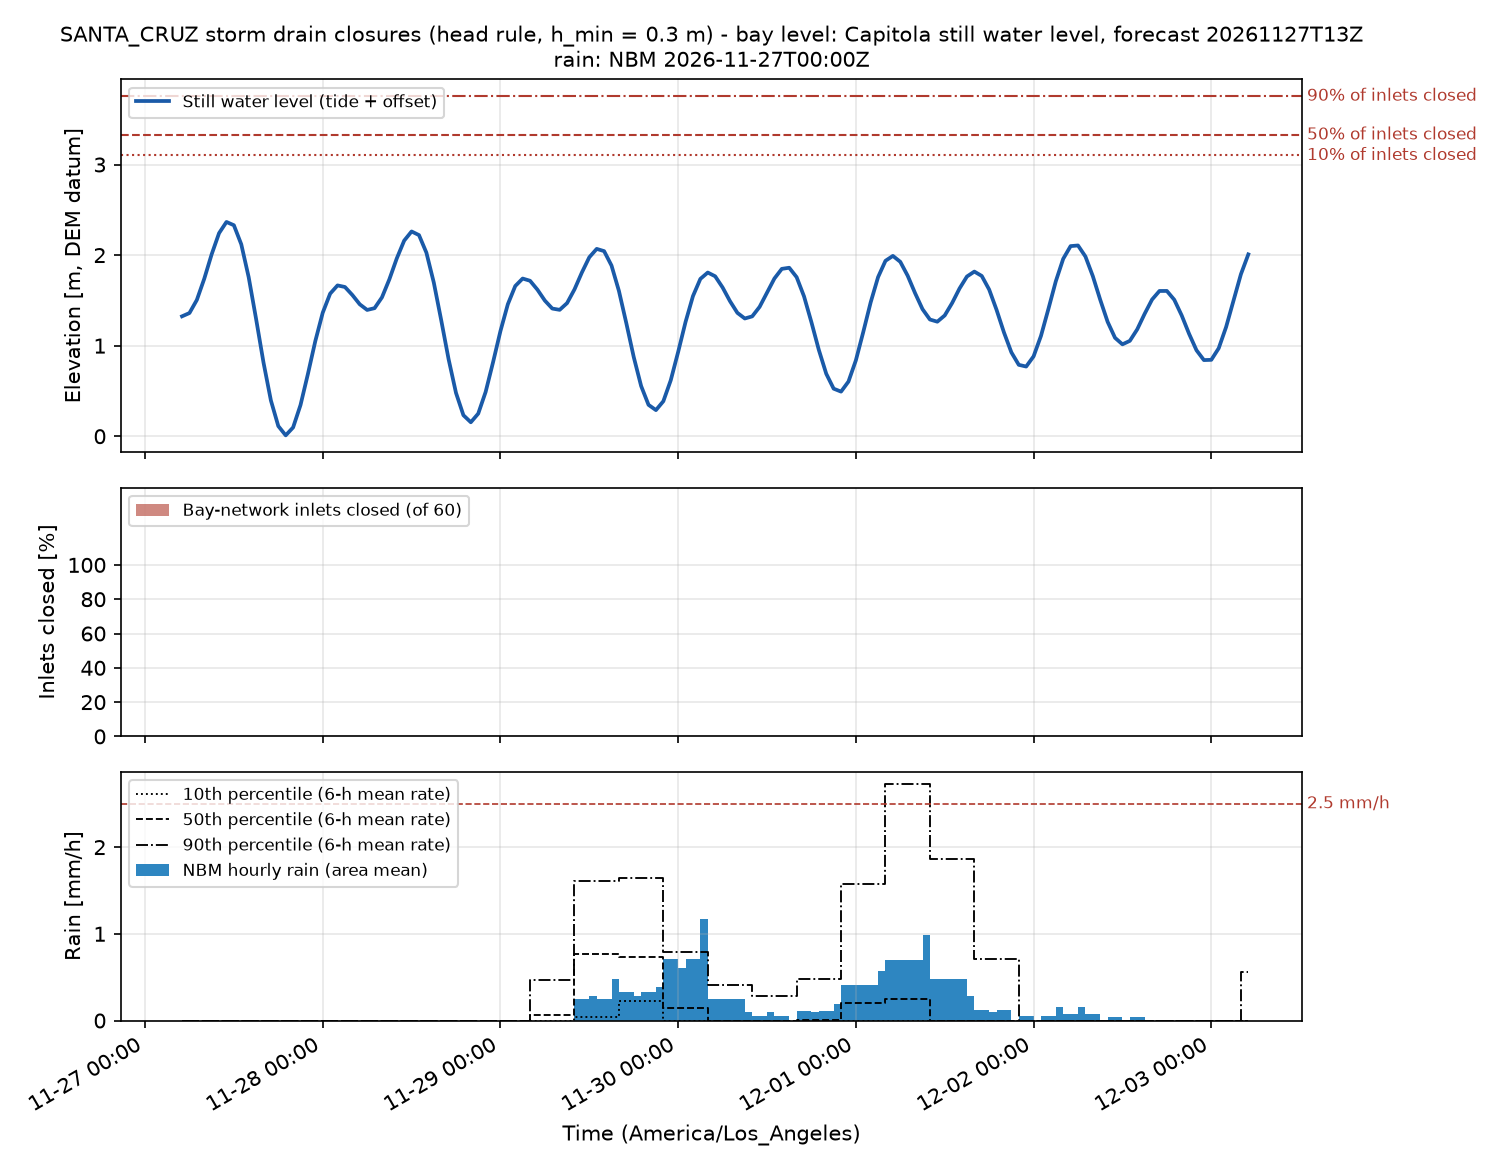 SANTA_CRUZ storm drain closures (head rule, h_min = 0.3 m) - bay level: Capitola still water level, forecast 20261127T13Z
rain: NBM 2026-11-27T00:00Z
Still water level (tide + offset)
90% of inlets closed
50% of inlets closed
10% of inlets closed
Elevation [m, DEM datum]
3
2
1
0
Bay-network inlets closed (of 60)
Inlets closed [%]
100
80
60
40
20
0
10th percentile (6-h mean rate)
50th percentile (6-h mean rate)
90th percentile (6-h mean rate)
NBM hourly rain (area mean)
2.5 mm/h
Rain [mm/h]
2
1
0
11-27 00:00
11-28 00:00
11-29 00:00
11-30 00:00
12-01 00:00
12-02 00:00
12-03 00:00
Time (America/Los_Angeles)